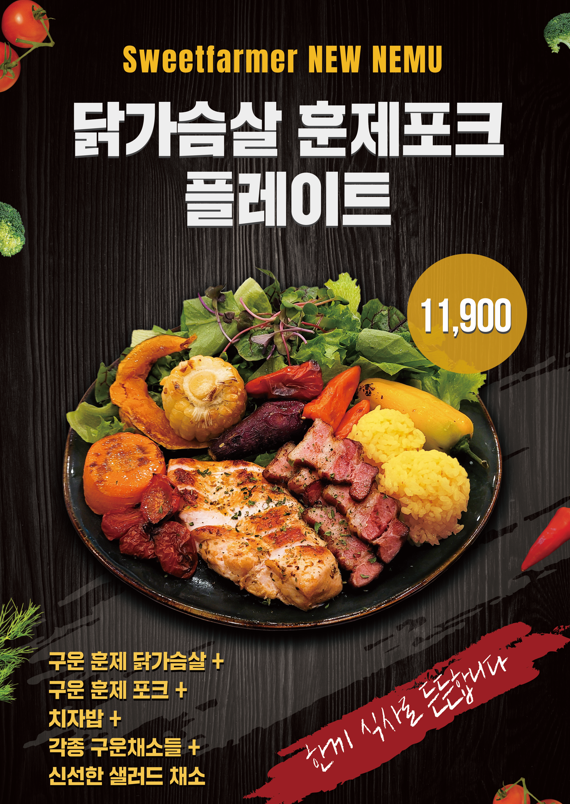 Sweetfarmer NEW NEMU
닭가슴살 훈제포크
플레이트
11,900
구운 훈제 닭가슴살 +
구운 훈제 포크 +
치자밥 +
각종 구운채소들 +
신선한 샐러드 채소
한끼 식사로 든든합니다